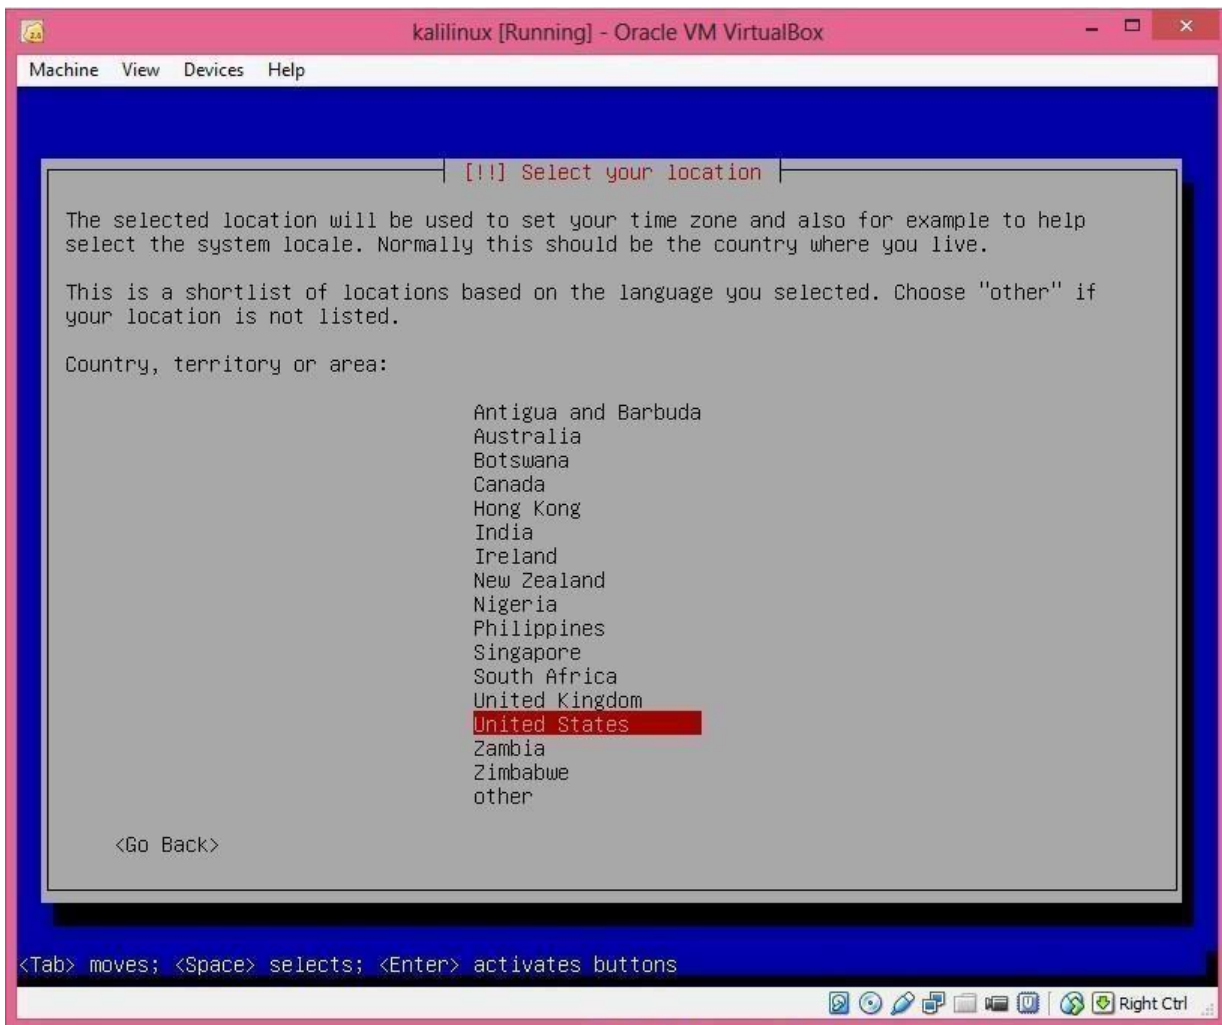 kalilinux [Running] - Oracle VM VirtualBox
Machine View Devices Help
[!!] Select your location
The selected location will be used to set your time zone and also for example to help
select the system locale. Normally this should be the country where you live.
This is a shortlist of locations based on the language you selected. Choose "other" if
your location is not listed.
Country, territory or area:
Antigua and Barbuda
Australia
Botswana
Canada
Hong Kong
India
Ireland
New Zealand
Nigeria
Philippines
Singapore
South Africa
United Kingdom
United States
Zambia
Zimbabwe
other
<Go Back>
<Tab> moves; <Space> selects; <Enter> activates buttons
Right Ctrl